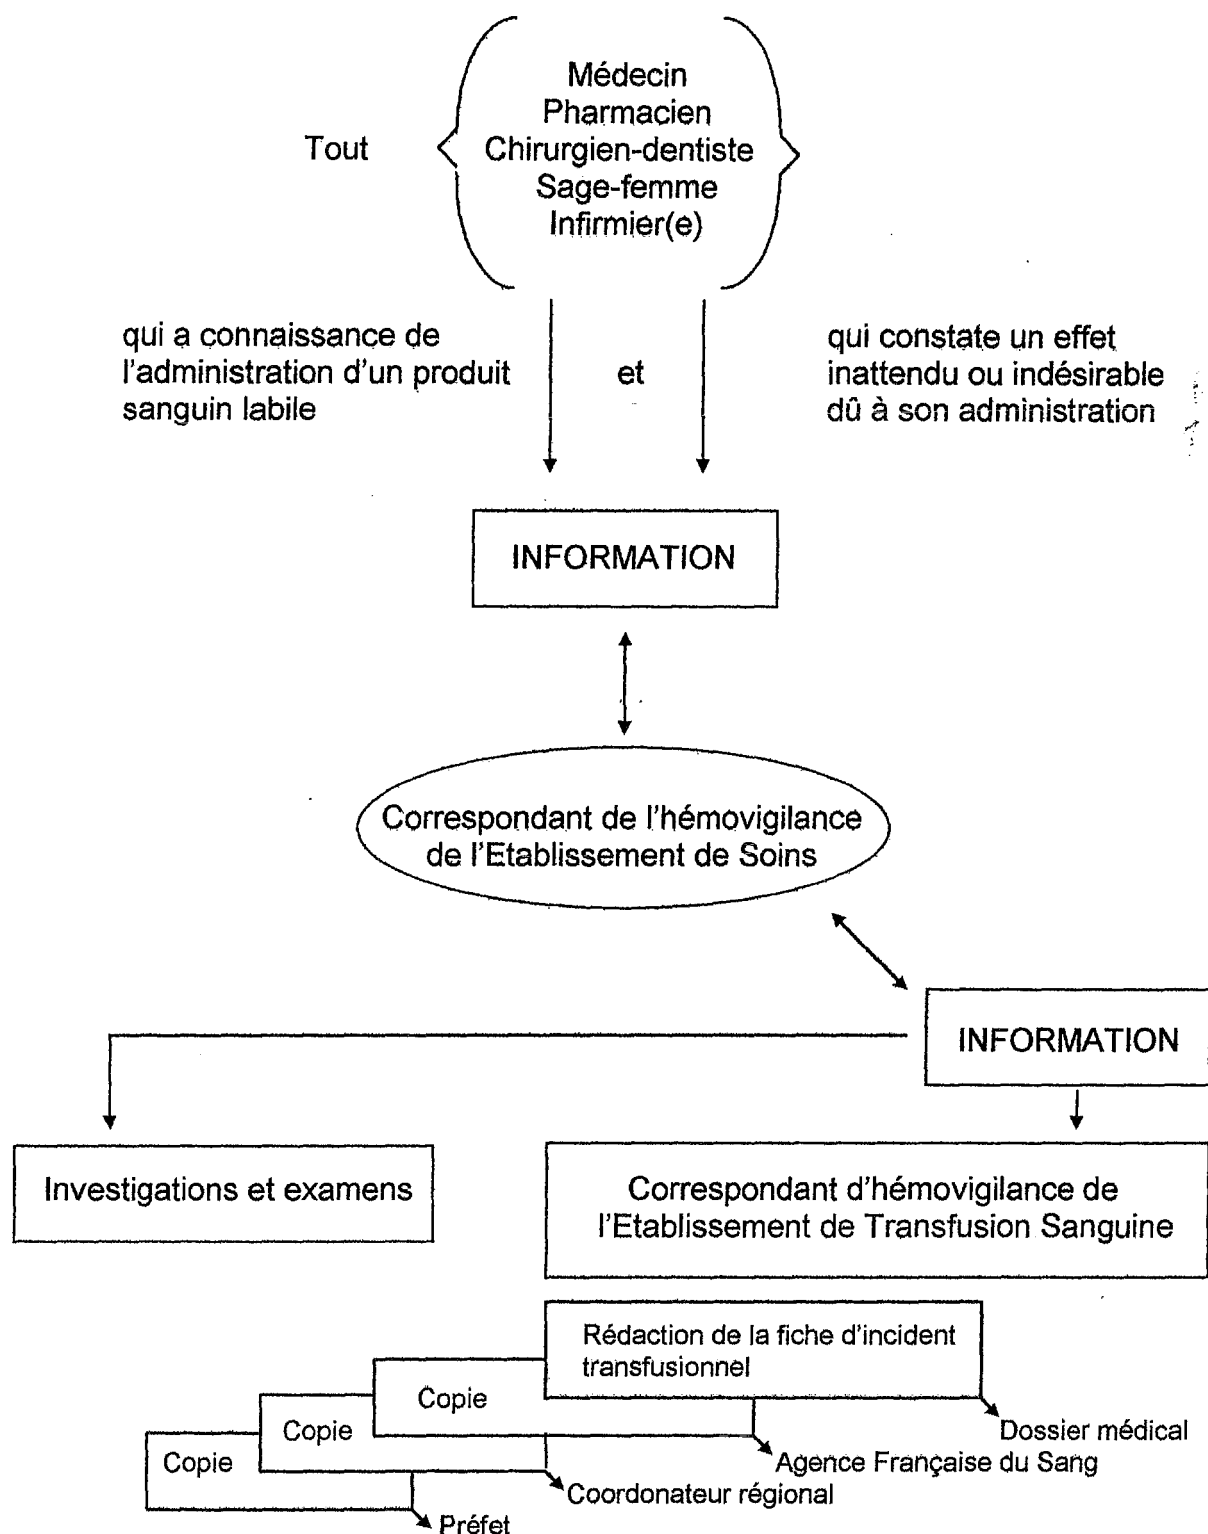 Médecin
Pharmacien
Tout
Chirurgien-dentiste
Sage-femme
Infirmier(e)
qui a connaissance de
l'administration d'un produit
sanguin labile
et
qui constate un effet
inattendu ou indésirable
dû à son administration
INFORMATION
Correspondant de l'hémovigilance
de l'Etablissement de Soins
INFORMATION
Investigations et examens
Correspondant d'hémovigilance de
l'Etablissement de Transfusion Sanguine
Rédaction de la fiche d'incident
transfusionnel
Copie
Copie
Copie
Dossier médical
Agence Française du Sang
Coordonateur régional
Préfet